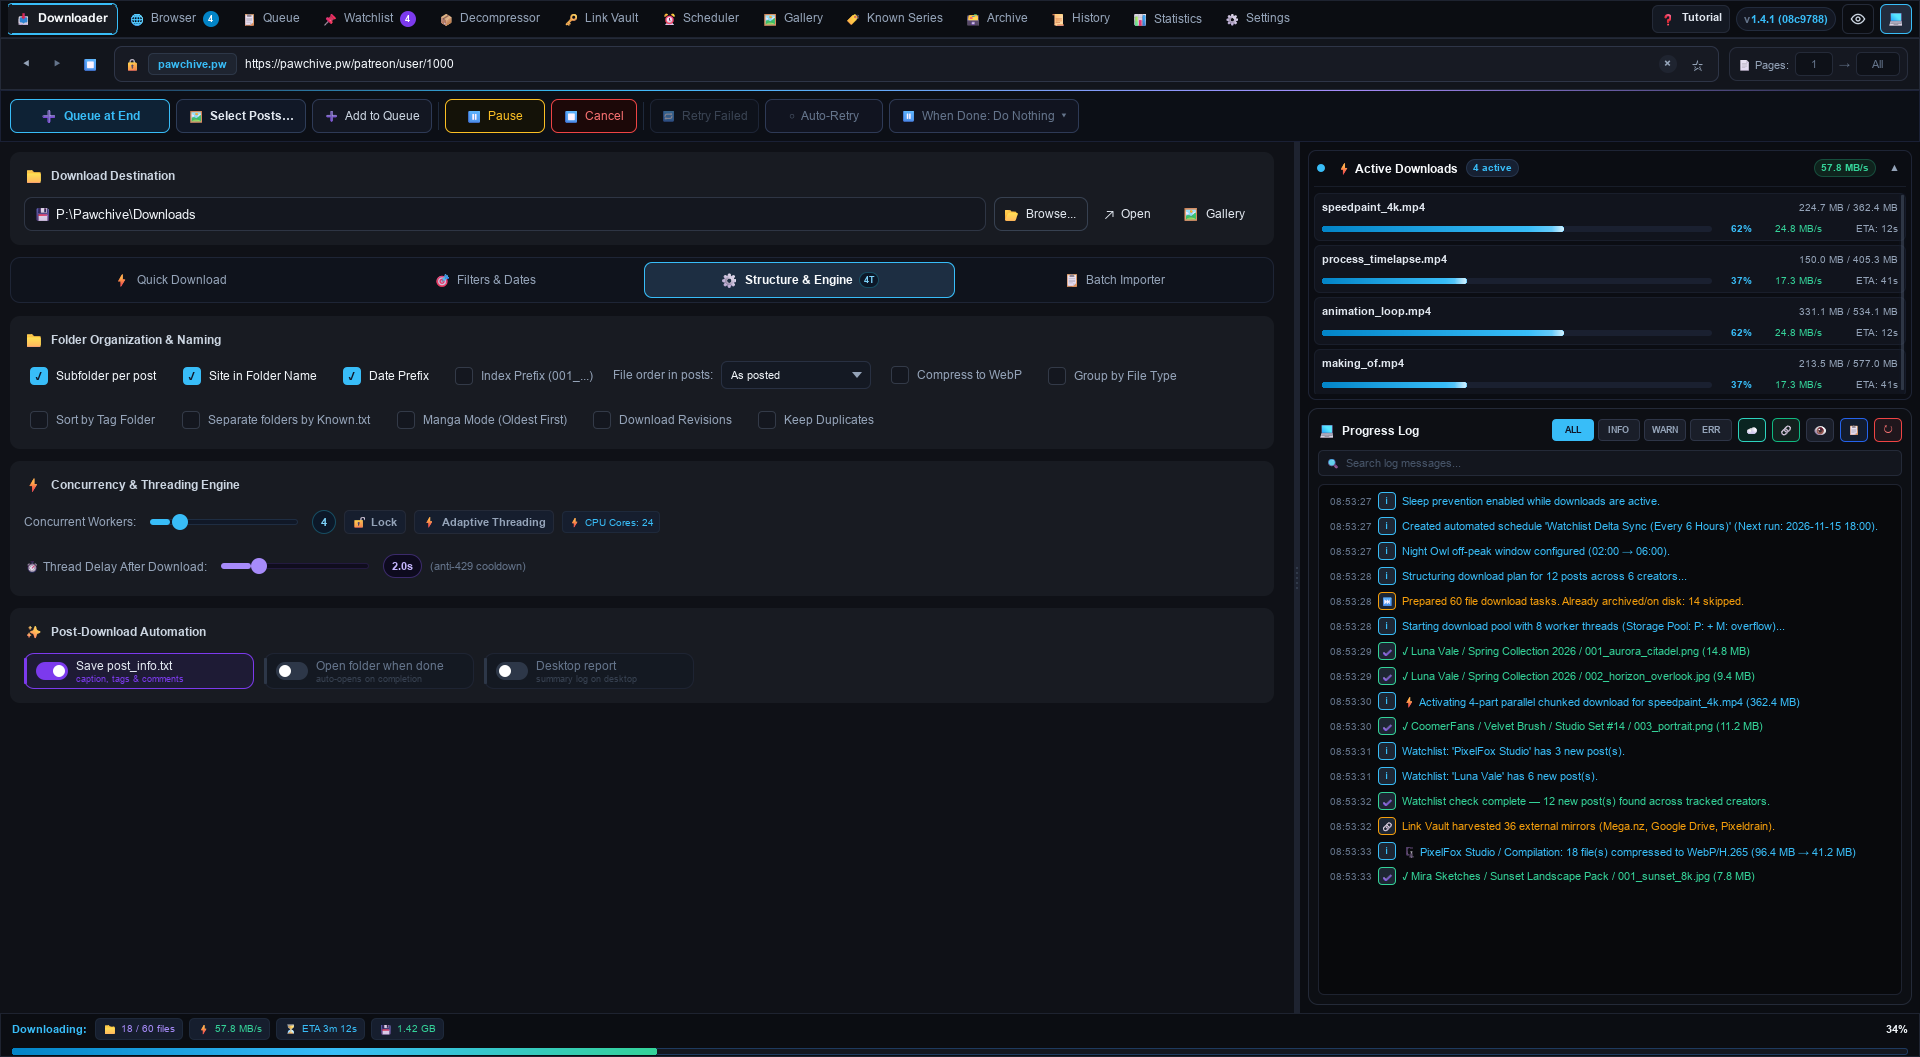 Downloader
Browser 4
Queue
Watchlist 4
Decompressor
Link Vault
Scheduler
Gallery
Known Series
Archive
History
Statistics
Settings
Tutorial
v1.4.1 (08c9788)
pawchive.pw
https://pawchive.pw/patreon/user/1000
Pages: 1 → All
Queue at End
Select Posts...
Add to Queue
Pause
Cancel
Retry Failed
Auto-Retry
When Done: Do Nothing
Download Destination
P:\Pawchive\Downloads
Browse...
Open
Gallery
Quick Download
Filters & Dates
Structure & Engine 4T
Batch Importer
Folder Organization & Naming
Subfolder per post
Site in Folder Name
Date Prefix
Index Prefix (001_...)
File order in posts: As posted
Compress to WebP
Group by File Type
Sort by Tag Folder
Separate folders by Known.txt
Manga Mode (Oldest First)
Download Revisions
Keep Duplicates
Concurrency & Threading Engine
Concurrent Workers: 4
Lock
Adaptive Threading
CPU Cores: 24
Thread Delay After Download: 2.0s (anti-429 cooldown)
Post-Download Automation
Save post_info.txt
caption, tags & comments
Open folder when done
auto-opens on completion
Desktop report
summary log on desktop
Active Downloads 4 active 57.8 MB/s
speedpaint_4k.mp4 224.7 MB / 362.4 MB
62% 24.8 MB/s ETA: 12s
process_timelapse.mp4 150.0 MB / 405.3 MB
37% 17.3 MB/s ETA: 41s
animation_loop.mp4 331.1 MB / 534.1 MB
62% 24.8 MB/s ETA: 12s
making_of.mp4 213.5 MB / 577.0 MB
37% 17.3 MB/s ETA: 41s
Progress Log ALL INFO WARN ERR
Search log messages...
08:53:27 i Sleep prevention enabled while downloads are active.
08:53:27 i Created automated schedule 'Watchlist Delta Sync (Every 6 Hours)' (Next run: 2026-11-15 18:00).
08:53:27 i Night Owl off-peak window configured (02:00 → 06:00).
08:53:28 i Structuring download plan for 12 posts across 6 creators...
08:53:28 Prepared 60 file download tasks. Already archived/on disk: 14 skipped.
08:53:28 i Starting download pool with 8 worker threads (Storage Pool: P: + M: overflow)...
08:53:29 ✓ Luna Vale / Spring Collection 2026 / 001_aurora_citadel.png (14.8 MB)
08:53:29 ✓ Luna Vale / Spring Collection 2026 / 002_horizon_overlook.jpg (9.4 MB)
08:53:30 i Activating 4-part parallel chunked download for speedpaint_4k.mp4 (362.4 MB)
08:53:30 ✓ CoomerFans / Velvet Brush / Studio Set #14 / 003_portrait.png (11.2 MB)
08:53:31 i Watchlist: 'PixelFox Studio' has 3 new post(s).
08:53:31 i Watchlist: 'Luna Vale' has 6 new post(s).
08:53:32 Watchlist check complete — 12 new post(s) found across tracked creators.
08:53:32 Link Vault harvested 36 external mirrors (Mega.nz, Google Drive, Pixeldrain).
08:53:33 i PixelFox Studio / Compilation: 18 file(s) compressed to WebP/H.265 (96.4 MB → 41.2 MB)
08:53:33 ✓ Mira Sketches / Sunset Landscape Pack / 001_sunset_8k.jpg (7.8 MB)
Downloading: 18 / 60 files 57.8 MB/s ETA 3m 12s 1.42 GB 34%